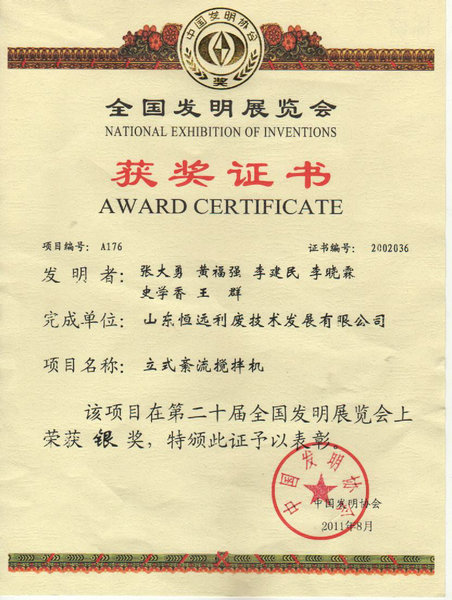 中国发明协会
奖
全国发明展览会
NATIONAL EXHIBITION OF INVENTIONS
获奖证书
AWARD CERTIFICATE
项目编号: A176 证书编号: 2002036
发明者: 张大勇 黄福强 李建民 李晓霖
史学香 王群
完成单位: 山东恒远利废技术发展有限公司
项目名称: 立式紊流搅拌机
该项目在第二十届全国发明展览会上
荣获 银 奖, 特颁此证予以表彰。
中国发明协会
中国发明协会
2011年8月